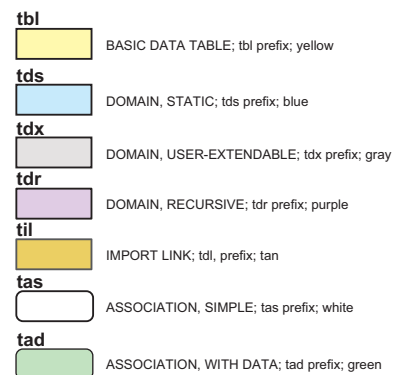 tbl
BASIC DATA TABLE; tbl prefix; yellow
tds
DOMAIN, STATIC; tds prefix; blue
tdx
DOMAIN, USER-EXTENDABLE; tdx prefix; gray
tdr
DOMAIN, RECURSIVE; tdr prefix; purple
til
IMPORT LINK; tdl, prefix; tan
tas
ASSOCIATION, SIMPLE; tas prefix; white
tad
ASSOCIATION, WITH DATA; tad prefix; green